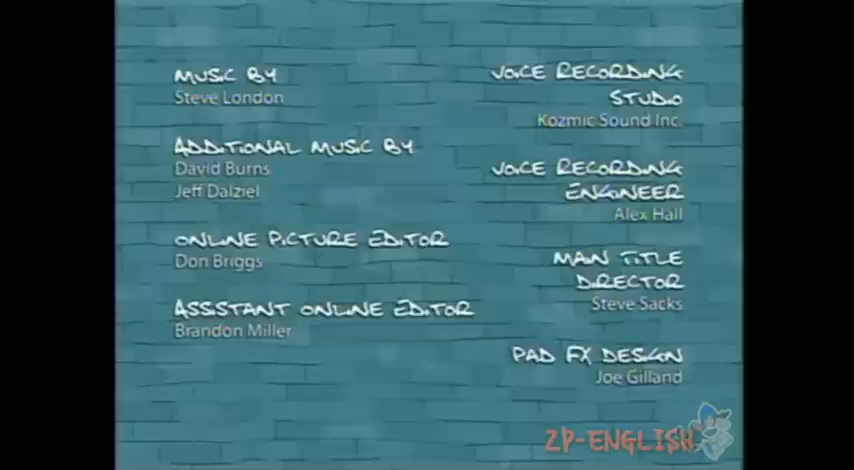 MUSIC BY
Steve London
ADDITIONAL MUSIC BY
David Burns
Jeff Dalziel
ONLINE PICTURE EDITOR
Don Briggs
ASSISTANT ONLINE EDITOR
Brandon Miller
VOICE RECORDING
STUDIO
Kozmic Sound Inc.
VOICE RECORDING
ENGINEER
Alex Hall
MAIN TITLE
DIRECTOR
Steve Sacks
PAD FX DESIGN
Joe Gilland
ZP-ENGLISH